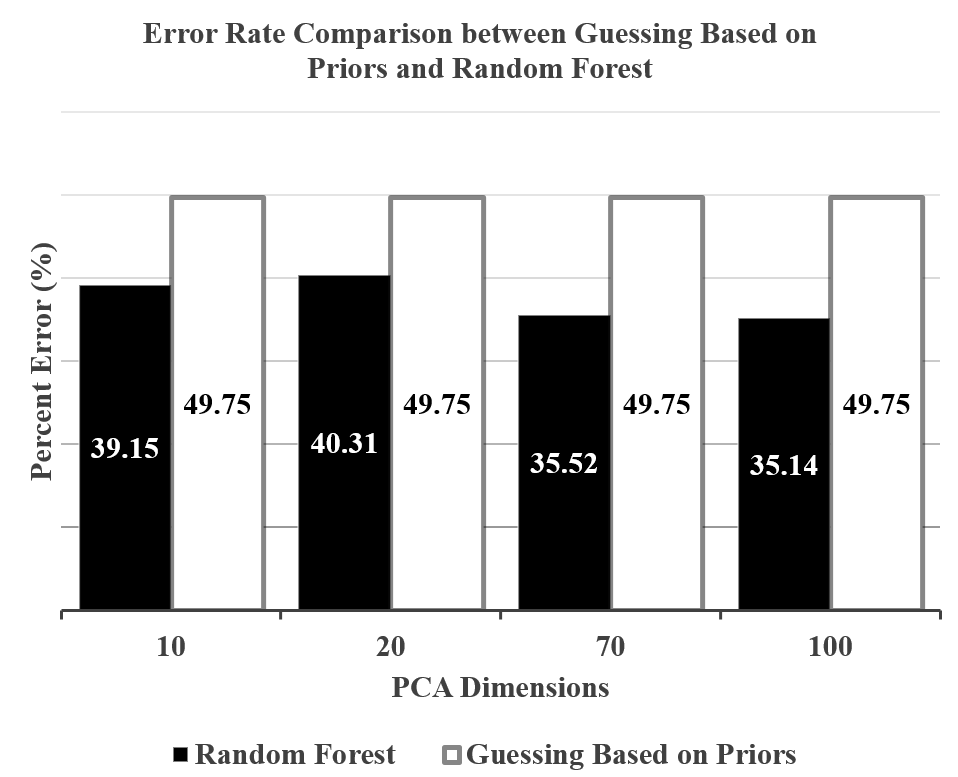 Error Rate Comparison between Guessing Based on
Priors and Random Forest
Percent Error (%)
39.15
49.75
40.31
49.75
35.52
49.75
35.14
49.75
10
20
70
100
PCA Dimensions
Random Forest
Guessing Based on Priors